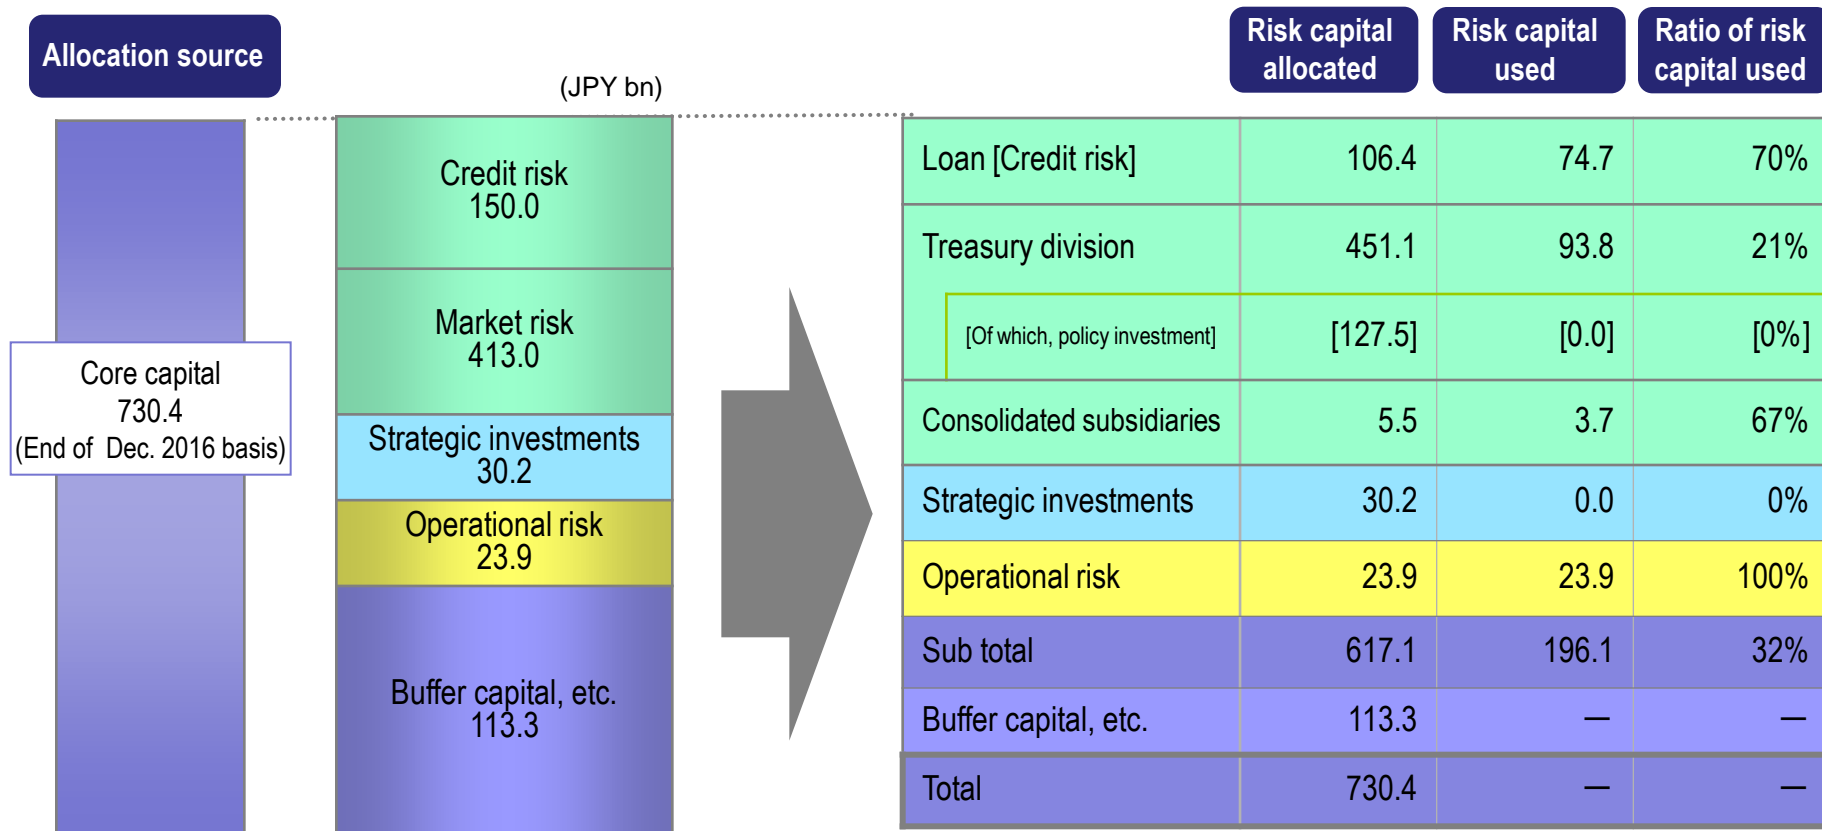 Allocation source
(JPY bn)
Core capital
730.4
(End of Dec. 2016 basis)
Credit risk
150.0
Market risk
413.0
Strategic investments
30.2
Operational risk
23.9
Buffer capital, etc.
113.3
Risk capital allocated Risk capital used Ratio of risk capital used
Loan [Credit risk] 106.4 74.7 70%
Treasury division 451.1 93.8 21%
[Of which, policy investment] [127.5] [0.0] [0%]
Consolidated subsidiaries 5.5 3.7 67%
Strategic investments 30.2 0.0 0%
Operational risk 23.9 23.9 100%
Sub total 617.1 196.1 32%
Buffer capital, etc. 113.3 — —
Total 730.4 — —